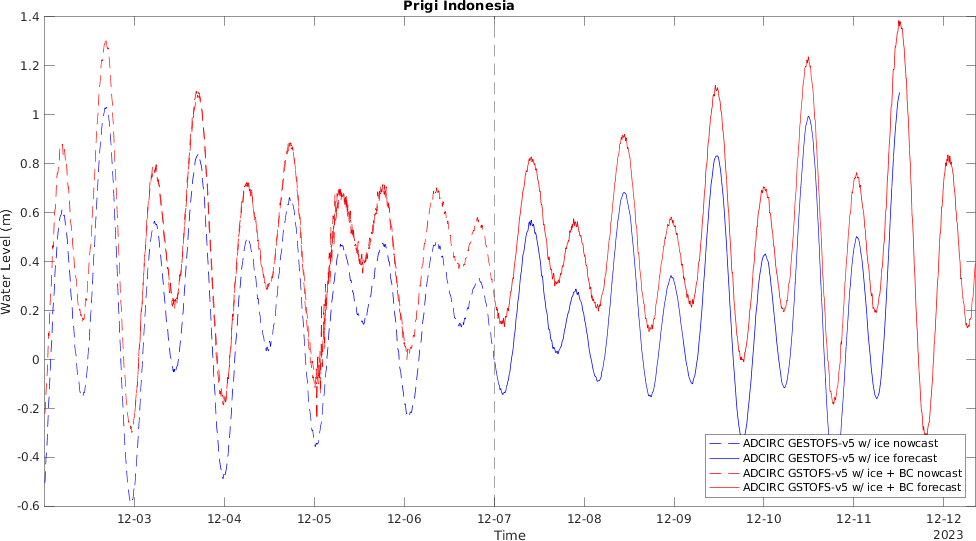 Prigi Indonesia
1.4
1.2
1
0.8
0.6
0.4
0.2
0
-0.2
-0.4
-0.6
Water Level (m)
ADCIRC GESTOFS-v5 w/ ice nowcast
ADCIRC GESTOFS-v5 w/ ice forecast
ADCIRC GSTOFS-v5 w/ ice + BC nowcast
ADCIRC GSTOFS-v5 w/ ice + BC forecast
12-03 12-04 12-05 12-06 12-07 12-08 12-09 12-10 12-11 12-12
2023
Time